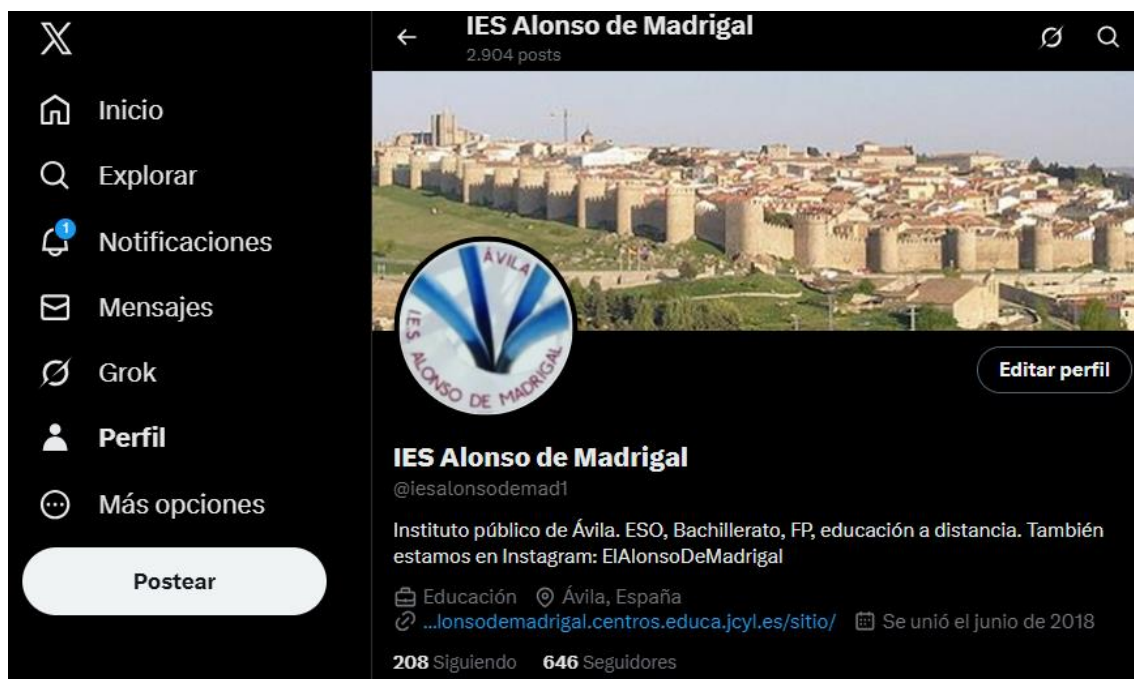 Inicio
Explorar
1
Notificaciones
Mensajes
Grok
Perfil
Más opciones
Postear
IES Alonso de Madrigal
2.904 posts
ÁVILA
I.E.S. ALONSO DE MADRIGAL
Editar perfil
IES Alonso de Madrigal
@iesalonsodemad1
Instituto público de Ávila. ESO, Bachillerato, FP, educación a distancia. También
estamos en Instagram: ElAlonsoDeMadrigal
Educación Ávila, España
...lonsodemadrigal.centros.educa.jcyl.es/sitio/ Se unió el junio de 2018
208 Siguiendo 646 Seguidores